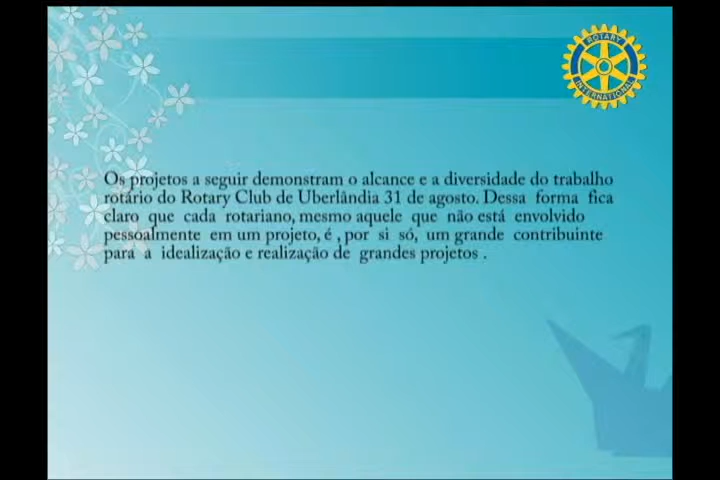 ROTARY
INTERNATIONAL
Os projetos a seguir demonstram o alcance e a diversidade do trabalho
rotário do Rotary Club de Uberlândia 31 de agosto. Dessa forma fica
claro que cada rotariano, mesmo aquele que não está envolvido
pessoalmente em um projeto, é , por si só, um grande contribuinte
para a idealização e realização de grandes projetos .